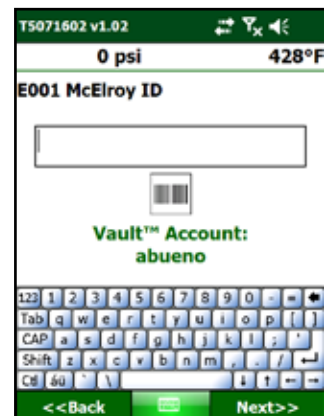 T5071602 v1.02
0 psi 428°F
E001 McElroy ID
Vault™ Account:
abueno
123 1 2 3 4 5 6 7 8 9 0 - =
Tab q w e r t y u i o p [ ]
CAP a s d f g h j k l ; '
Shift z x c v b n m , . /
Ctl áü ` \
<<Back Next>>